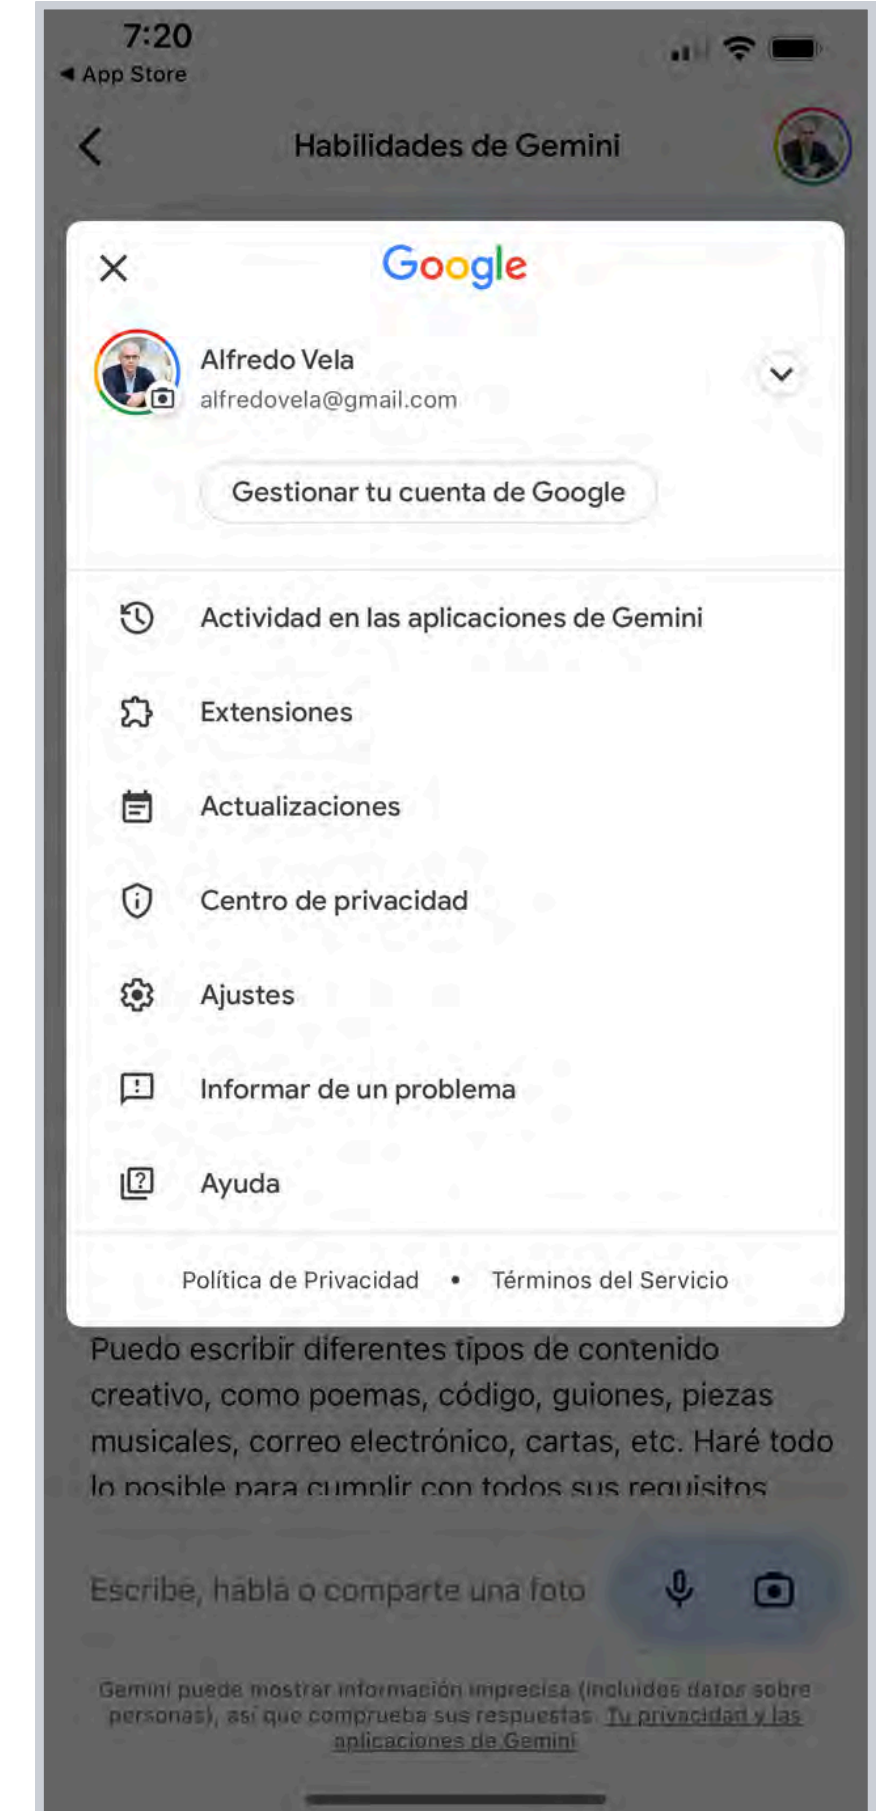 7:20
◀ App Store
Habilidades de Gemini
Google
Alfredo Vela
alfredovela@gmail.com
Gestionar tu cuenta de Google
Actividad en las aplicaciones de Gemini
Extensiones
Actualizaciones
Centro de privacidad
Ajustes
Informar de un problema
Ayuda
Política de Privacidad • Términos del Servicio
Puedo escribir diferentes tipos de contenido
creativo, como poemas, código, guiones, piezas
musicales, correo electrónico, cartas, etc. Haré todo
lo posible para cumplir con todos sus requisitos
Escribe, habla o comparte una foto
Gemini puede mostrar información imprecisa (incluidos datos sobre
personas), así que comprueba sus respuestas. Tu privacidad y las
aplicaciones de Gemini